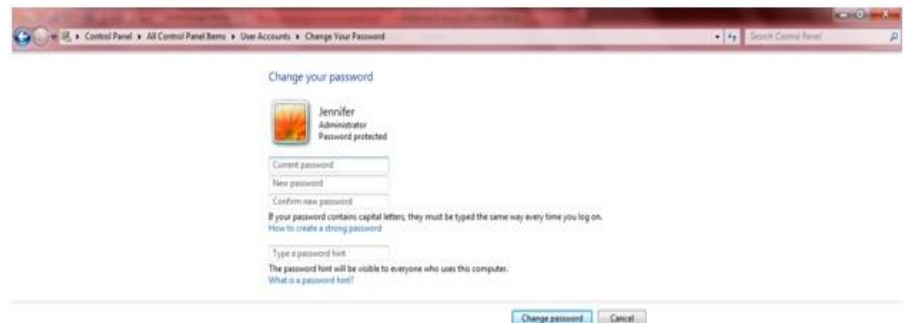 Control Panel ▸ All Control Panel Items ▸ User Accounts ▸ Change Your Password
Search Control Panel
Change your password
Jennifer
Administrator
Password protected
Current password
New password
Confirm new password
If your password contains capital letters, they must be typed the same way every time you log on.
How to create a strong password
Type a password hint
The password hint will be visible to everyone who uses this computer.
What is a password hint?
Change password Cancel